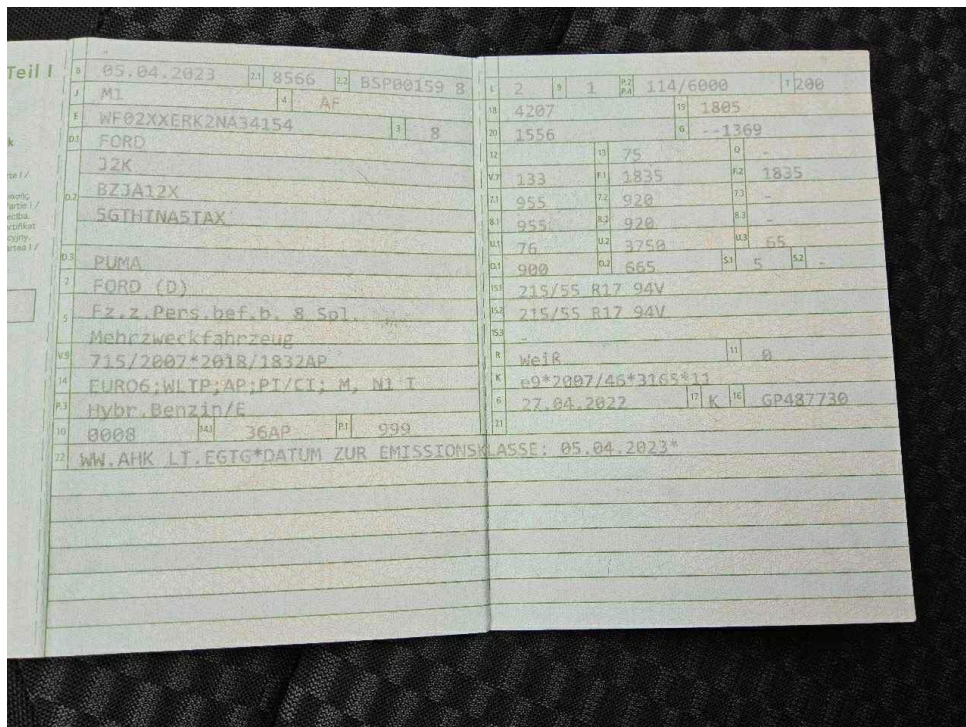 Teil I
B 05.04.2023 2.1 8566 2.2 BSP00159 8
J M1 4 AF
E WF02XXERK2NA34154 3 8
D.1 FORD
J2K
D.2 BZJA12X
5GTHINA5TAX
D.3 PUMA
2 FORD (D)
5 Fz.z.Pers.bef.b. 8 Spl.
Mehrzweckfahrzeug
V.9 715/2007*2018/1832AP
14 EURO6;WLTP;AP;PI/CI; M, N1 I
P.3 Hybr.Benzin/E
10 0008 14.1 36AP P.1 999
22 WW.AHK LT.EGTG*DATUM ZUR EMISSIONSKLASSE: 05.04.2023*
L 2 9 1 P.2 P.4 114/6000 T 200
18 4207 19 1805
20 1556 G --1369
12 - 13 75 Q -
V.7 133 F.1 1835 F.2 1835
7.1 955 7.2 920 7.3 -
8.1 955 8.2 920 8.3 -
U.1 76 U.2 3750 U.3 65
O.1 900 O.2 665 S.1 5 S.2 -
15.1 215/55 R17 94V
15.2 215/55 R17 94V
15.3 -
R Weiß 11 0
K e9*2007/46*3165*11
6 27.04.2022 17 K 16 GP487730
21